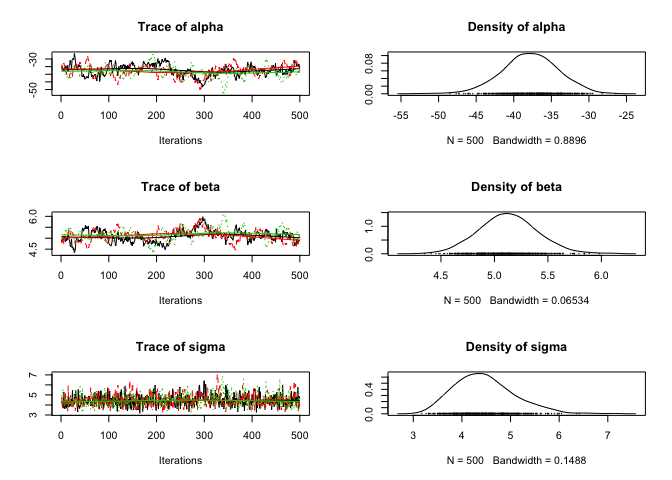 Trace of alpha
-50 -30
0 100 200 300 400 500
Iterations
Density of alpha
0.00 0.08
-55 -50 -45 -40 -35 -30 -25
N = 500 Bandwidth = 0.8896
Trace of beta
4.5 6.0
0 100 200 300 400 500
Iterations
Density of beta
0.0 1.0
4.5 5.0 5.5 6.0
N = 500 Bandwidth = 0.06534
Trace of sigma
3 5 7
0 100 200 300 400 500
Iterations
Density of sigma
0.0 0.4
3 4 5 6 7
N = 500 Bandwidth = 0.1488